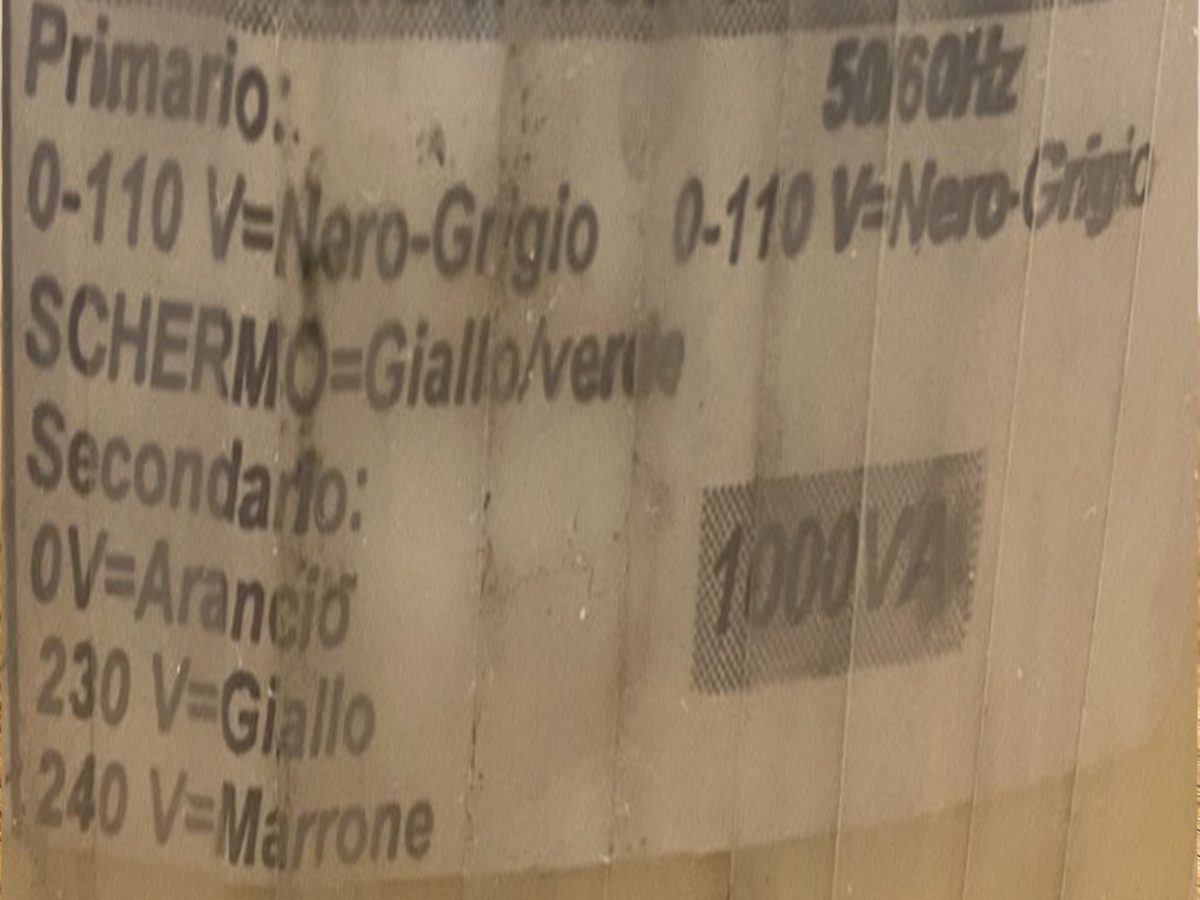 Primario: 50/60Hz
0-110 V=Nero-Grigio 0-110 V=Nero-Grigio
SCHERMO=Giallo/verde
Secondario:
0V=Arancio 1000VA
230 V=Giallo
240 V=Marrone